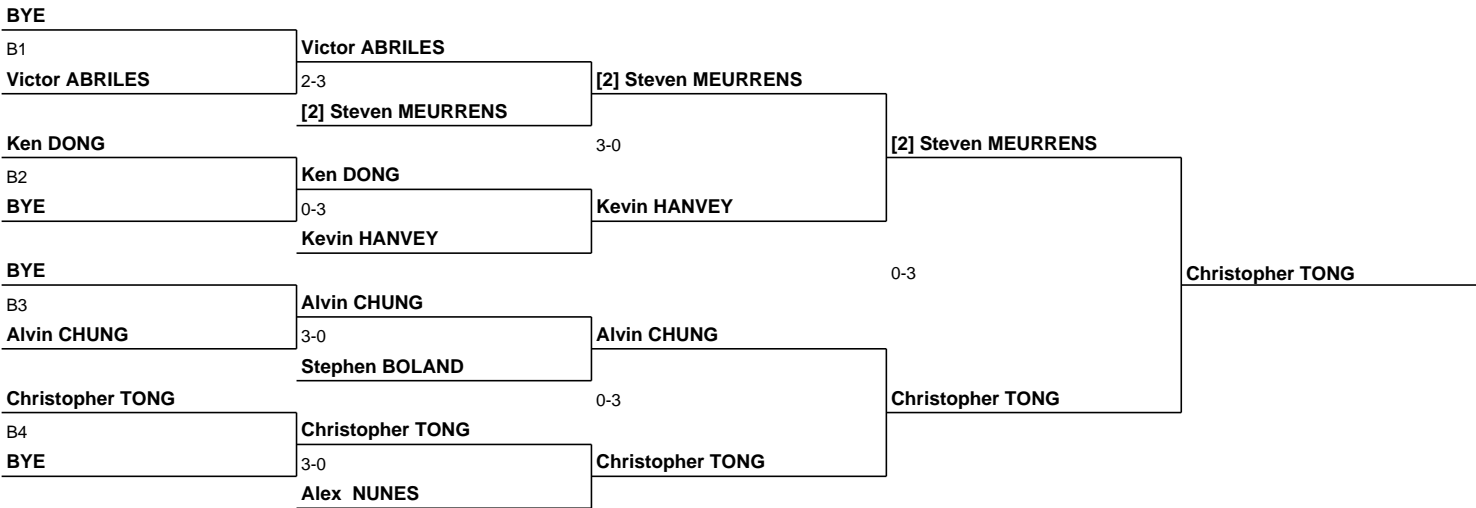 BYE
B1
Victor ABRILES
Victor ABRILES
2-3
[2] Steven MEURRENS
[2] Steven MEURRENS
Ken DONG
3-0
[2] Steven MEURRENS
B2
Ken DONG
BYE
0-3
Kevin HANVEY
Kevin HANVEY
BYE
0-3
Christopher TONG
B3
Alvin CHUNG
Alvin CHUNG
3-0
Alvin CHUNG
Stephen BOLAND
Christopher TONG
0-3
Christopher TONG
B4
Christopher TONG
BYE
3-0
Christopher TONG
Alex  NUNES